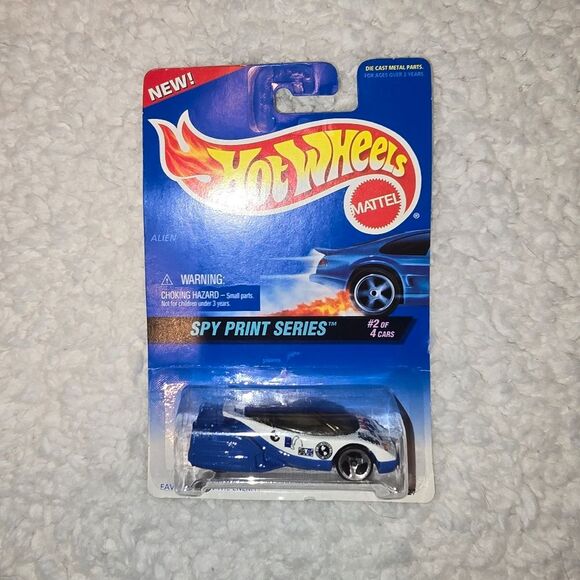 NEW!
DIE CAST METAL PARTS.
FOR AGES OVER 3 YEARS.
HOT WHEELS
MATTEL
®
ALIEN
⚠ WARNING:
CHOKING HAZARD – Small parts.
Not for children under 3 years.
SPY PRINT SERIES™
#2 OF
4 CARS